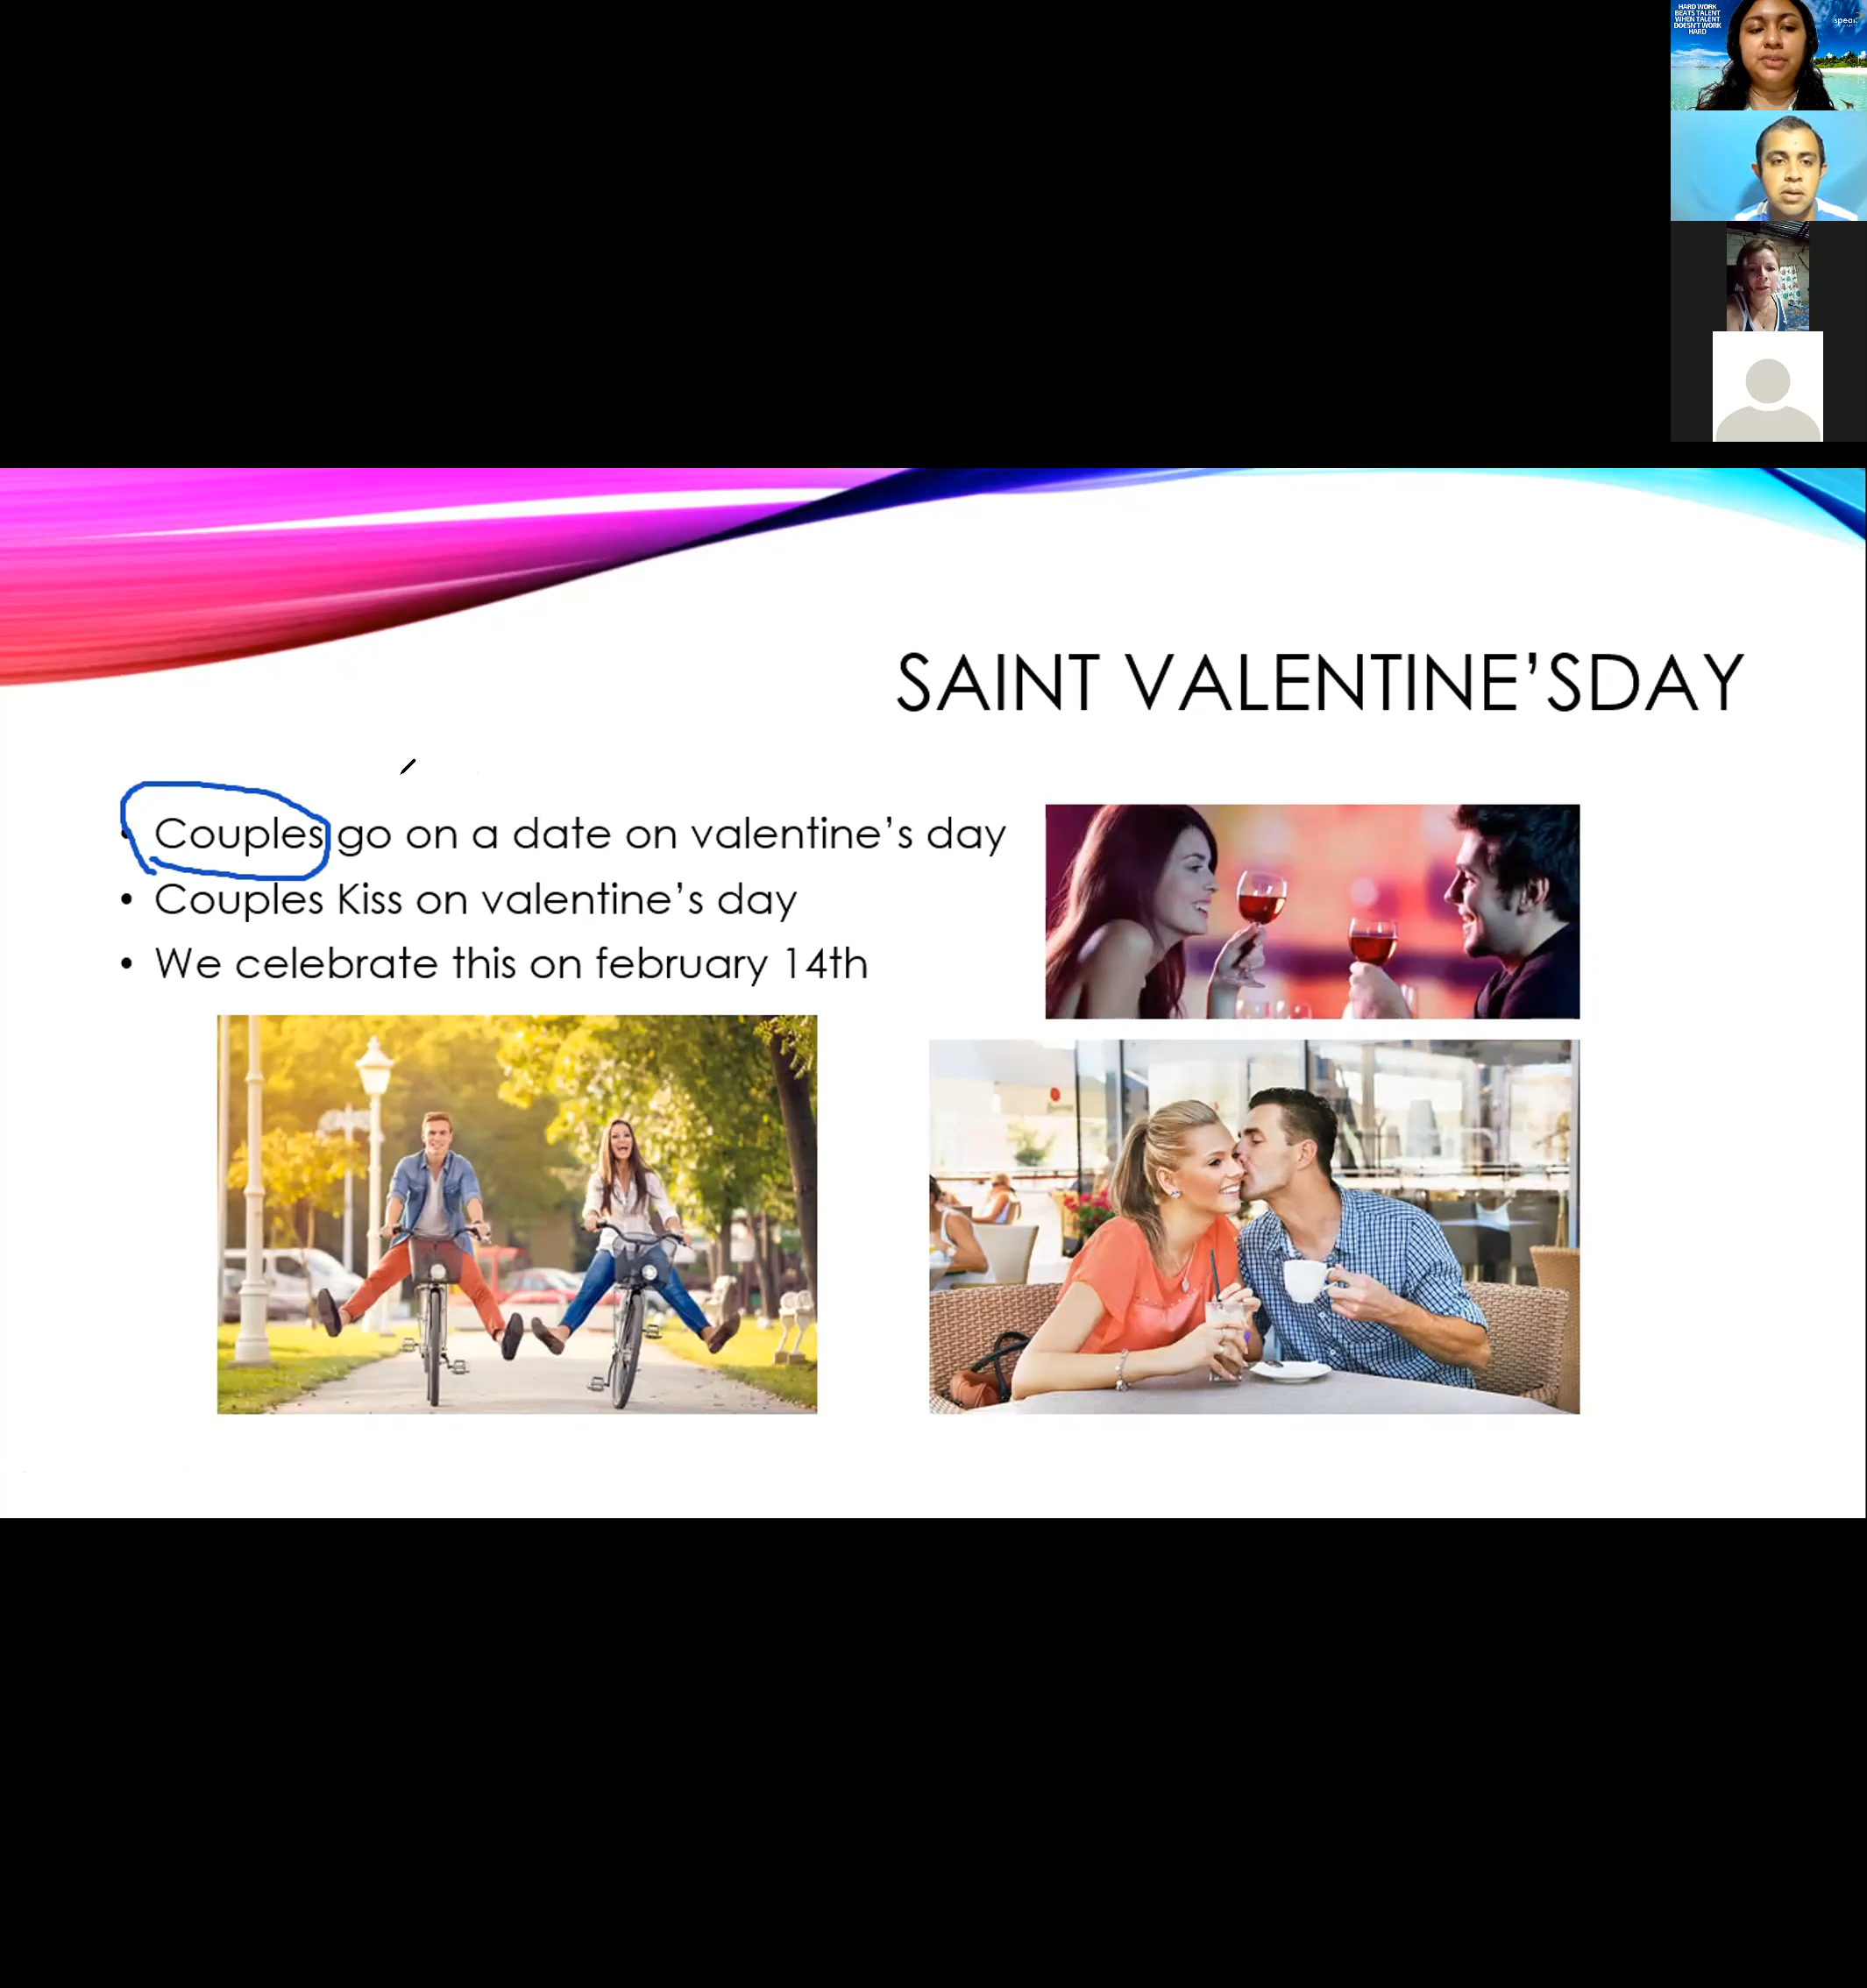 HARD WORK
BEATS TALENT
WHEN TALENT
DOESN'T WORK
HARD
SAINT VALENTINE'SDAY
• Couples go on a date on valentine's day
• Couples Kiss on valentine's day
• We celebrate this on february 14th